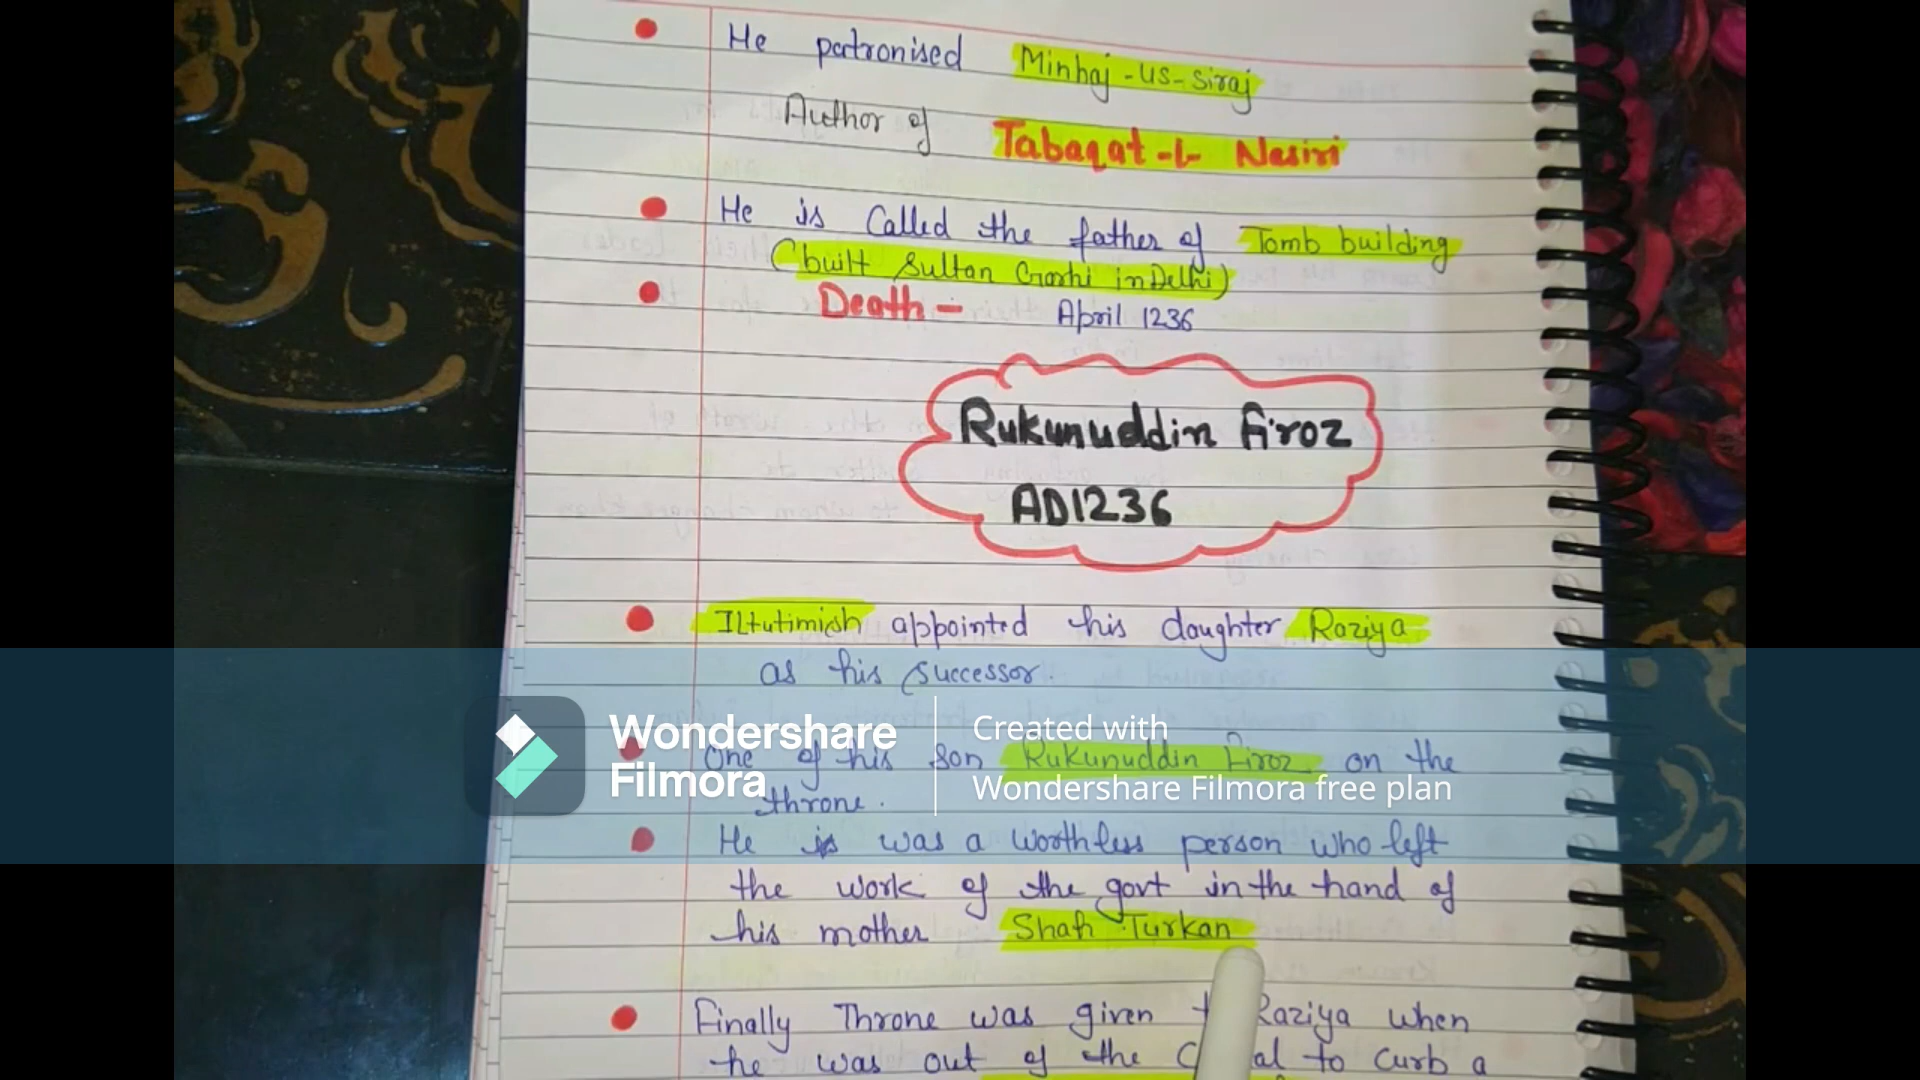 He patronised Minhaj-us-siraj
Author of Tabaqat-i- Nasiri
He is Called the father of Tomb building
(built Sultan Garhi in Delhi)
Death - April 1236
Rukunuddin Firoz
AD1236
Iltutimish appointed his daughter Raziya
as his successor.
One of his son Rukunuddin Firoz on the
throne.
Wondershare
Filmora
Created with
Wondershare Filmora free plan
He is was a worthless person who left
the work of the govt in the hand of
his mother Shah Turkan
Finally Throne was given Raziya when
he was out of the to curb a